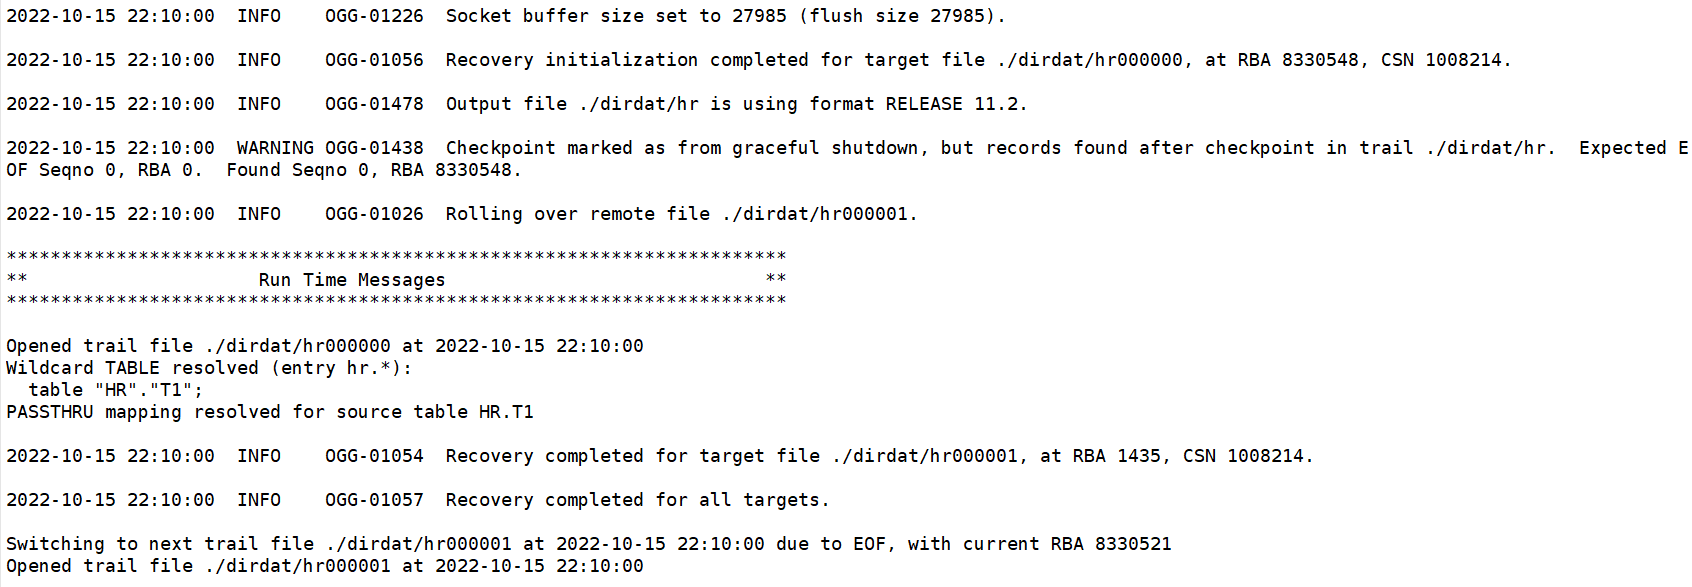 2022-10-15 22:10:00  INFO    OGG-01226  Socket buffer size set to 27985 (flush size 27985).
2022-10-15 22:10:00  INFO    OGG-01056  Recovery initialization completed for target file ./dirdat/hr000000, at RBA 8330548, CSN 1008214.
2022-10-15 22:10:00  INFO    OGG-01478  Output file ./dirdat/hr is using format RELEASE 11.2.
2022-10-15 22:10:00  WARNING OGG-01438  Checkpoint marked as from graceful shutdown, but records found after checkpoint in trail ./dirdat/hr.  Expected E
OF Seqno 0, RBA 0.  Found Seqno 0, RBA 8330548.
2022-10-15 22:10:00  INFO    OGG-01026  Rolling over remote file ./dirdat/hr000001.
***********************************************************************
**                     Run Time Messages                             **
***********************************************************************
Opened trail file ./dirdat/hr000000 at 2022-10-15 22:10:00
Wildcard TABLE resolved (entry hr.*):
  table "HR"."T1";
PASSTHRU mapping resolved for source table HR.T1
2022-10-15 22:10:00  INFO    OGG-01054  Recovery completed for target file ./dirdat/hr000001, at RBA 1435, CSN 1008214.
2022-10-15 22:10:00  INFO    OGG-01057  Recovery completed for all targets.
Switching to next trail file ./dirdat/hr000001 at 2022-10-15 22:10:00 due to EOF, with current RBA 8330521
Opened trail file ./dirdat/hr000001 at 2022-10-15 22:10:00